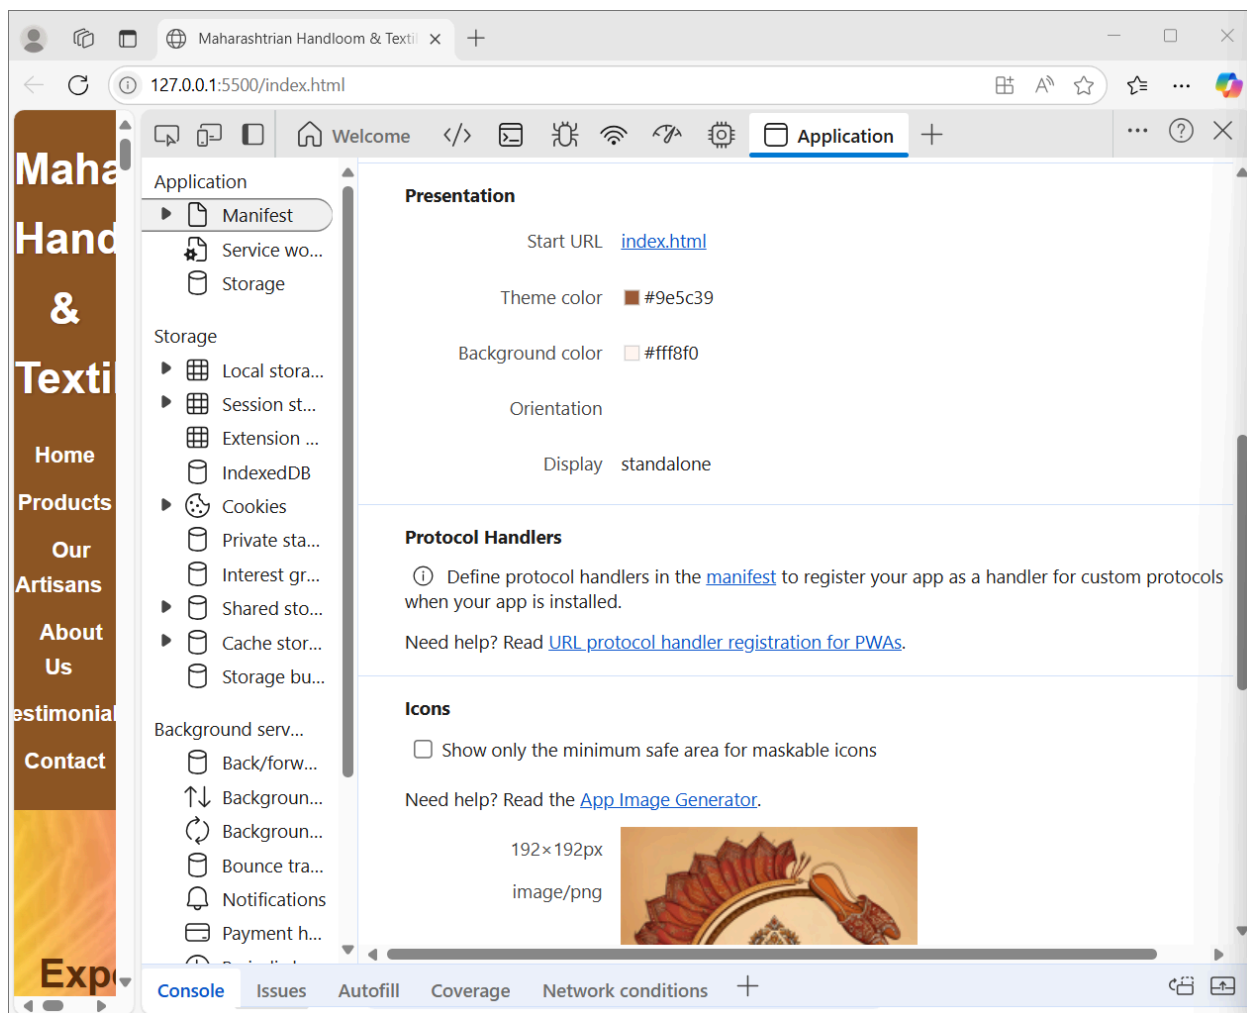 Maharashtrian Handloom & Texti
127.0.0.1:5500/index.html
Welcome
Application
Maha
Hand
&
Texti
Home
Products
Our
Artisans
About
Us
estimonial
Contact
Expe
Application
Manifest
Service wo...
Storage
Storage
Local stora...
Session st...
Extension ...
IndexedDB
Cookies
Private sta...
Interest gr...
Shared sto...
Cache stor...
Storage bu...
Background serv...
Back/forw...
Backgroun...
Backgroun...
Bounce tra...
Notifications
Payment h...
Presentation
Start URL index.html
Theme color #9e5c39
Background color #fff8f0
Orientation
Display standalone
Protocol Handlers
Define protocol handlers in the manifest to register your app as a handler for custom protocols
when your app is installed.
Need help? Read URL protocol handler registration for PWAs.
Icons
Show only the minimum safe area for maskable icons
Need help? Read the App Image Generator.
192×192px
image/png
Console Issues Autofill Coverage Network conditions